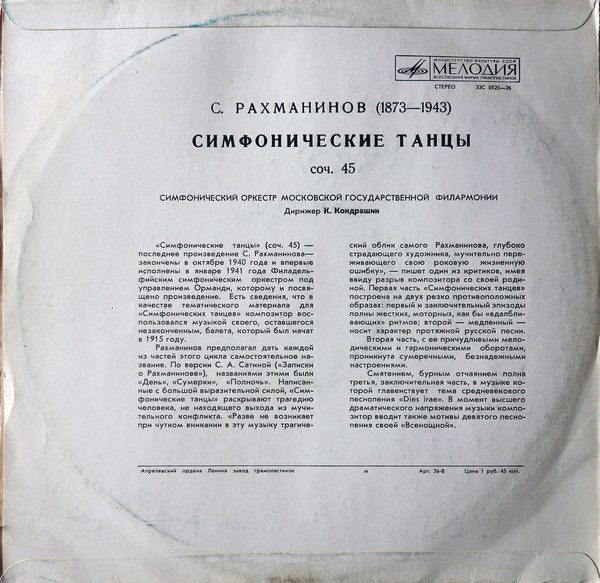 МИНИСТЕРСТВО КУЛЬТУРЫ СССР
МЕЛОДИЯ
ВСЕСОЮЗНАЯ ФИРМА ГРАМПЛАСТИНОК
СТЕРЕО 33С 0525—26
С. РАХМАНИНОВ (1873—1943)
СИМФОНИЧЕСКИЕ ТАНЦЫ
соч. 45
СИМФОНИЧЕСКИЙ ОРКЕСТР МОСКОВСКОЙ ГОСУДАРСТВЕННОЙ ФИЛАРМОНИИ
Дирижер К. Кондрашин
«Симфонические танцы» (соч. 45) —
последнее произведение С. Рахманинова—
закончены в октябре 1940 года и впервые
исполнены в январе 1941 года Филадель-
фийским симфоническим оркестром под
управлением Орманди, которому и посвя-
щено произведение. Есть сведения, что в
качестве тематического материала для
«Симфонических танцев» композитор вос-
пользовался музыкой своего, оставшегося
незаконченным, балета, который был начат
в 1915 году.
Рахманинов предполагал дать каждой
из частей этого цикла самостоятельное на-
звание. По версии С. А. Сатиной («Записки
о Рахманинове»), названиями этими были
«День», «Сумерки», «Полночь». Написан-
ные с большой выразительной силой, «Сим-
фонические танцы» раскрывают трагедию
человека, не находящего выхода из мучи-
тельного конфликта. «Разве не возникает
при чутком внимании в эту музыку трагиче-
ский облик самого Рахманинова, глубоко
страдающего художника, мучительно пере-
живающего свою роковую жизненную
ошибку», — пишет один из критиков, имея
ввиду разрыв композитора со своей роди-
ной. Первая часть «Симфонических танцев»
построена на двух резко противоположных
образах: первый и заключительный эпизоды
полны жестких, моторных, как бы «вдалбли-
вающих» ритмов; второй — медленный —
носит характер протяжной русской песни.
Вторая часть, с ее причудливыми мело-
дическими и гармоническими оборотами,
проникнута сумеречными, безнадежными
настроениями.
Смятением, бурным отчаянием полна
третья, заключительная часть, в музыке ко-
торой главенствует тема средневекового
песнопения «Dies irae». В момент высшего
драматического напряжения музыки компо-
зитор вводит также мотивы девятого песно-
пения своей «Всенощной».
Апрелевский ордена Ленина завод грампластинок н Арт. 36-8 Цена 1 руб. 45 коп.